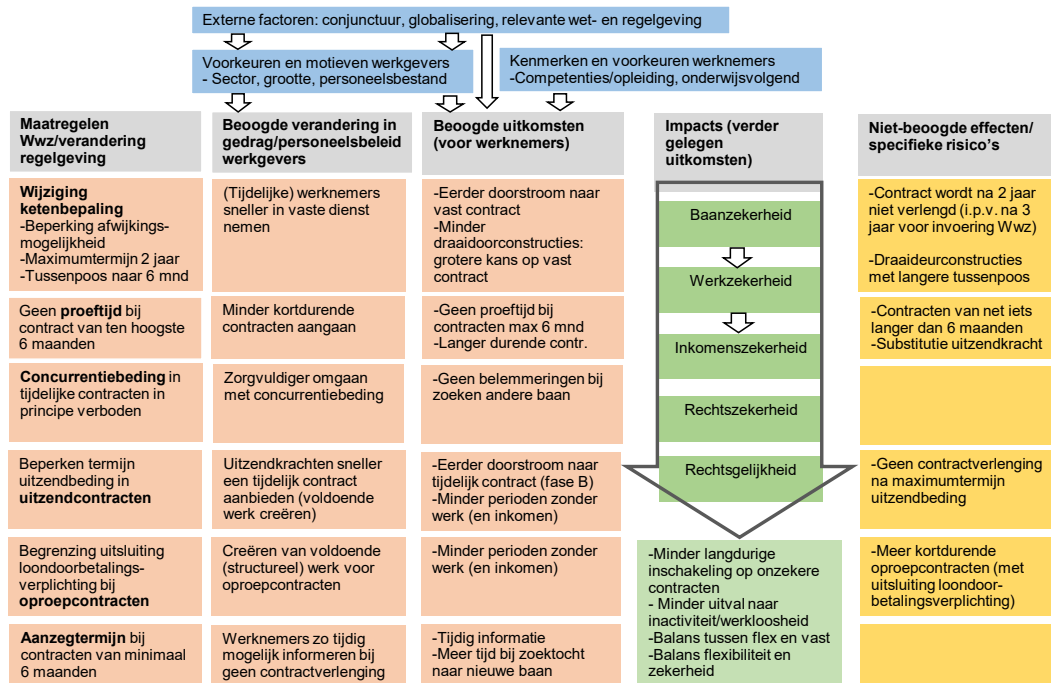 Externe factoren: conjunctuur, globalisering, relevante wet- en regelgeving
Voorkeuren en motieven werkgevers
- Sector, grootte, personeelsbestand
Kenmerken en voorkeuren werknemers
-Competenties/opleiding, onderwijsvolgend
Maatregelen
Wwz/verandering
regelgeving
Beoogde verandering in
gedrag/personeelsbeleid
werkgevers
Beoogde uitkomsten
(voor werknemers)
Impacts (verder
gelegen
uitkomsten)
Niet-beoogde effecten/
specifieke risico's
Wijziging
ketenbepaling
-Beperking afwijkings-
mogelijkheid
-Maximumtermijn 2 jaar
-Tussenpoos naar 6 mnd
(Tijdelijke) werknemers
sneller in vaste dienst
nemen
-Eerder doorstroom naar
vast contract
-Minder
draaidoorconstructies:
grotere kans op vast
contract
Baanzekerheid
Werkzekerheid
-Contract wordt na 2 jaar
niet verlengd (i.p.v. na 3
jaar voor invoering Wwz)
-Draaideurconstructies
met langere tussenpoos
Geen proeftijd bij
contract van ten hoogste
6 maanden
Minder kortdurende
contracten aangaan
-Geen proeftijd bij
contracten max 6 mnd
-Langer durende contr.
Inkomenszekerheid
-Contracten van net iets
langer dan 6 maanden
-Substitutie uitzendkracht
Concurrentiebeding in
tijdelijke contracten in
principe verboden
Zorgvuldiger omgaan
met concurrentiebeding
-Geen belemmeringen bij
zoeken andere baan
Rechtszekerheid
Beperken termijn
uitzendbeding in
uitzendcontracten
Uitzendkrachten sneller
een tijdelijk contract
aanbieden (voldoende
werk creëren)
-Eerder doorstroom naar
tijdelijk contract (fase B)
-Minder perioden zonder
werk (en inkomen)
Rechtsgelijkheid
-Geen contractverlenging
na maximumtermijn
uitzendbeding
Begrenzing uitsluiting
loondoorbetalings-
verplichting bij
oproepcontracten
Creëren van voldoende
(structureel) werk voor
oproepcontracten
-Minder perioden zonder
werk (en inkomen)
-Minder langdurige
inschakeling op onzekere
contracten
- Minder uitval naar
inactiviteit/werkloosheid
-Balans tussen flex en vast
-Balans flexibiliteit en
zekerheid
-Meer kortdurende
oproepcontracten (met
uitsluiting loondoor-
betalingsverplichting)
Aanzegtermijn bij
contracten van minimaal
6 maanden
Werknemers zo tijdig
mogelijk informeren bij
geen contractverlenging
-Tijdig informatie
-Meer tijd bij zoektocht
naar nieuwe baan